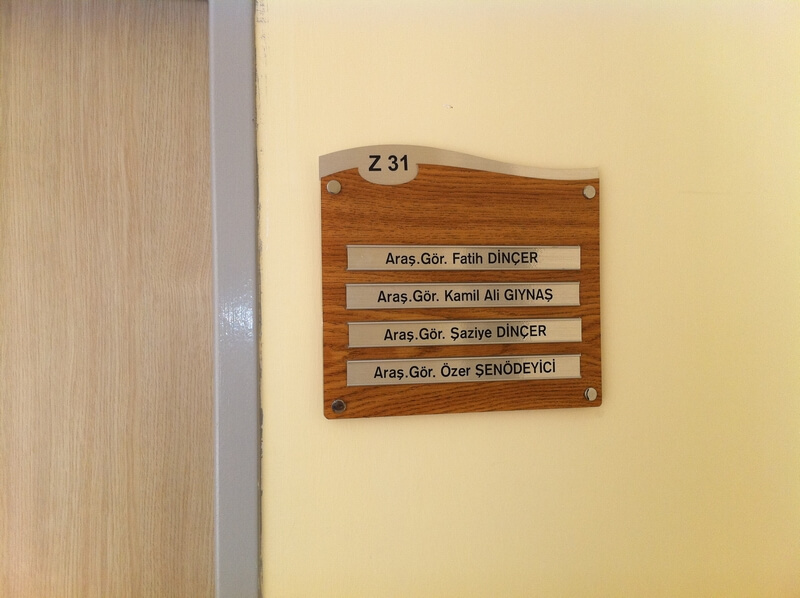 Z 31
Araş.Gör. Fatih DİNÇER
Araş.Gör. Kamil Ali GIYNAŞ
Araş.Gör. Şaziye DİNÇER
Araş.Gör. Özer ŞENÖDEYİCİ